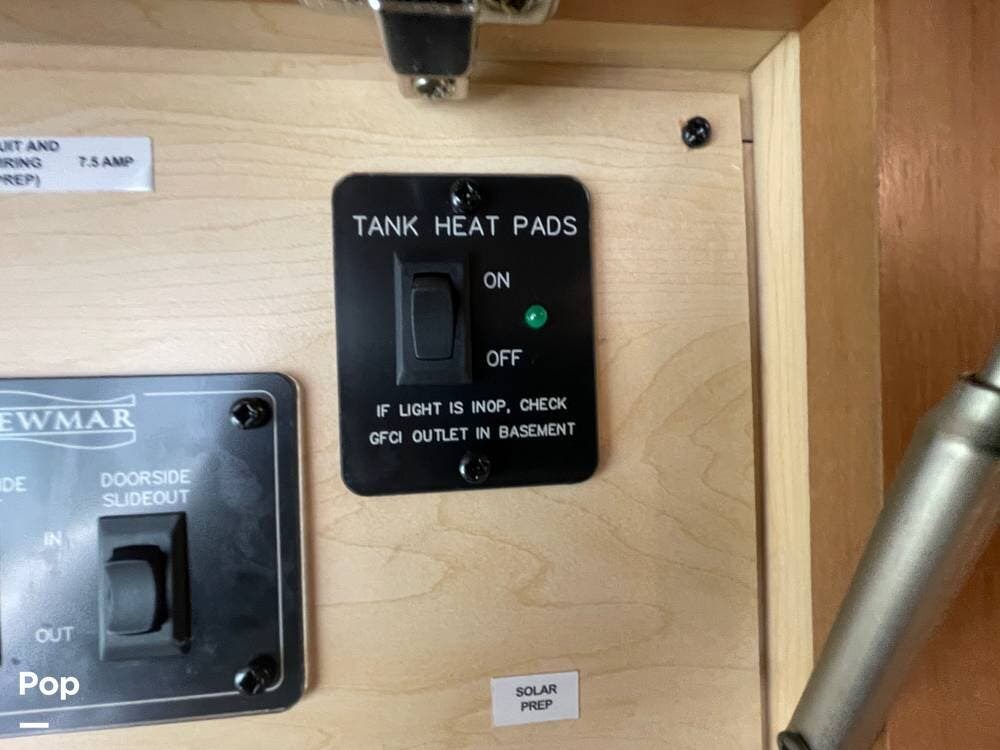 UIT AND
IRING 7.5 AMP
PREP)
TANK HEAT PADS
ON
OFF
IF LIGHT IS INOP, CHECK
GFCI OUTLET IN BASEMENT
EWMAR
IDE DOORSIDE
SLIDEOUT
IN
OUT
SOLAR
PREP
Pop